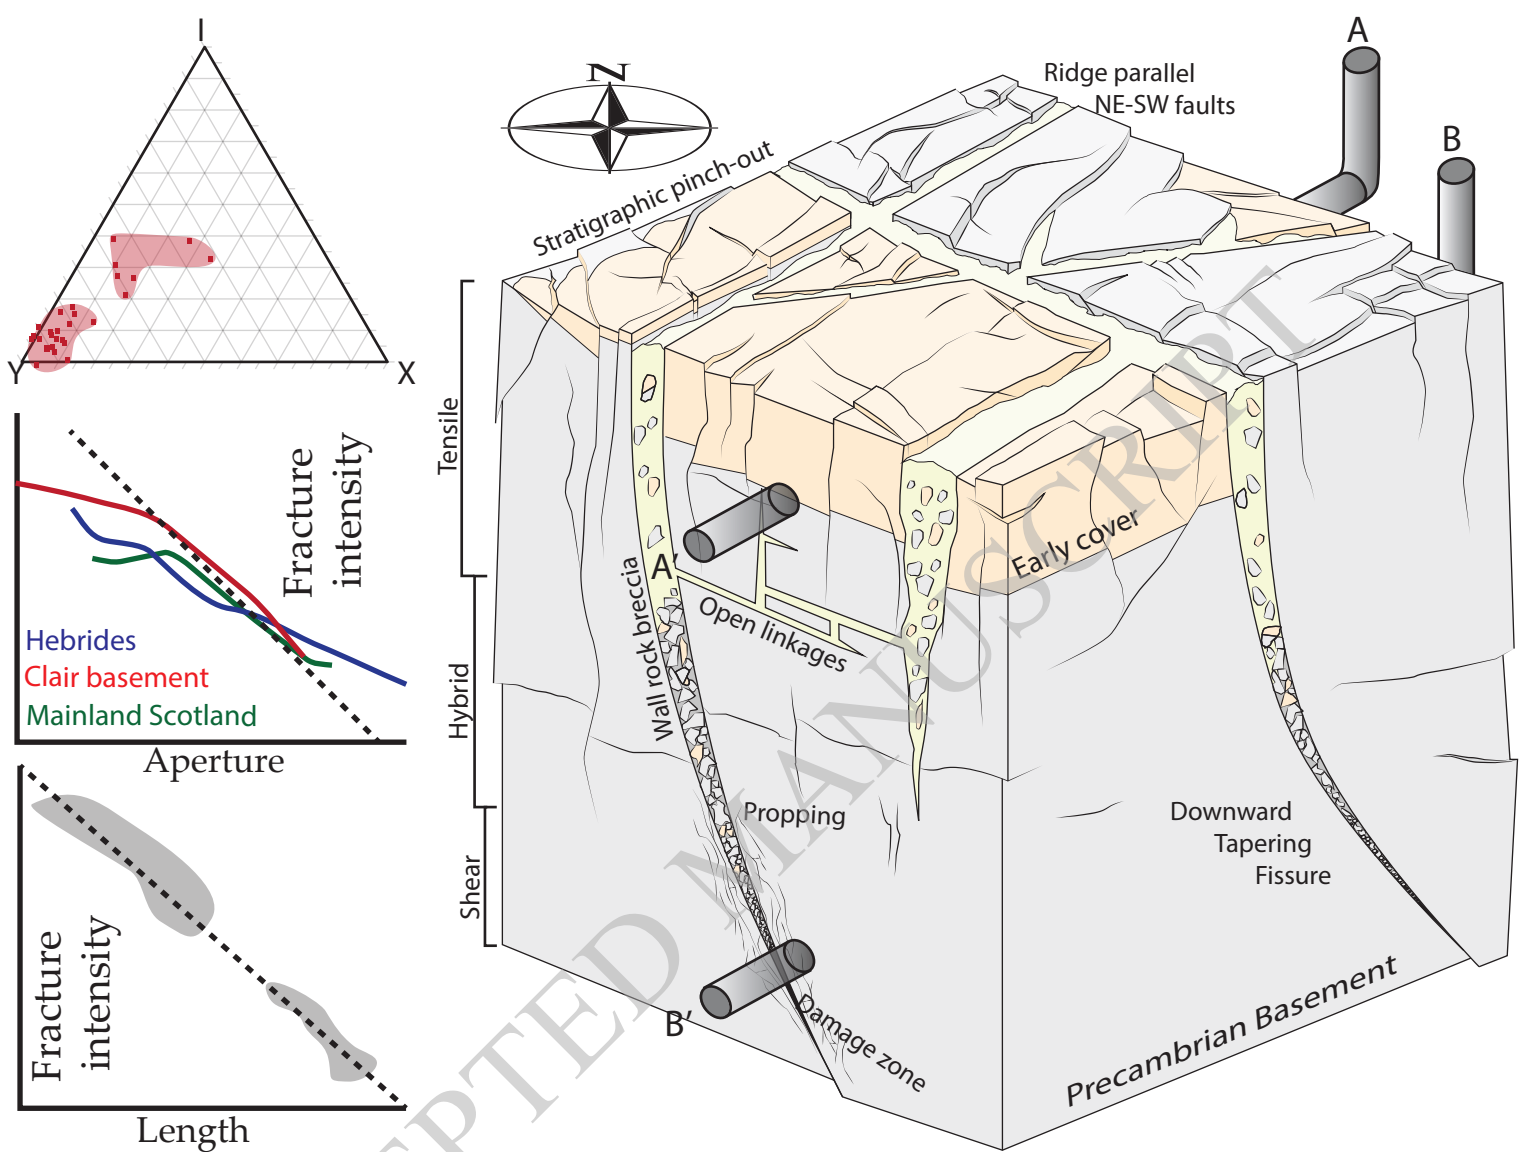 I
Y
X
Fracture
intensity
Hebrides
Clair basement
Mainland Scotland
Aperture
Fracture
intensity
Length
N
Stratigraphic pinch-out
Ridge parallel
NE-SW faults
A
B
Tensile
Hybrid
Shear
Early cover
A'
Wall rock breccia
Open linkages
Propping
Downward
Tapering
Fissure
B'
Damage zone
Precambrian Basement
EPTED MANUSCRIPT